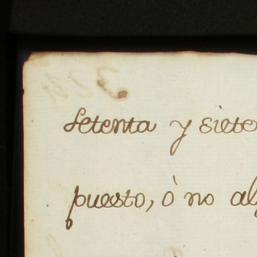 Setenta y siete
puesto, ò no al